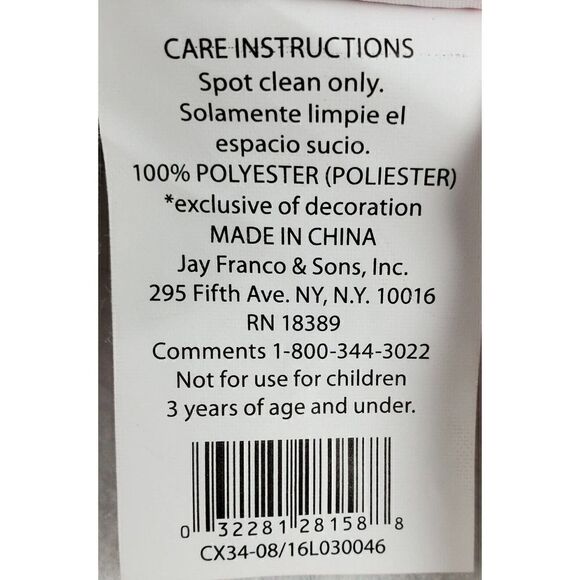 CARE INSTRUCTIONS
Spot clean only.
Solamente limpie el
espacio sucio.
100% POLYESTER (POLIESTER)
*exclusive of decoration
MADE IN CHINA
Jay Franco & Sons, Inc.
295 Fifth Ave. NY, N.Y. 10016
RN 18389
Comments 1-800-344-3022
Not for use for children
3 years of age and under.
0 32281 28158 8
CX34-08/16L030046